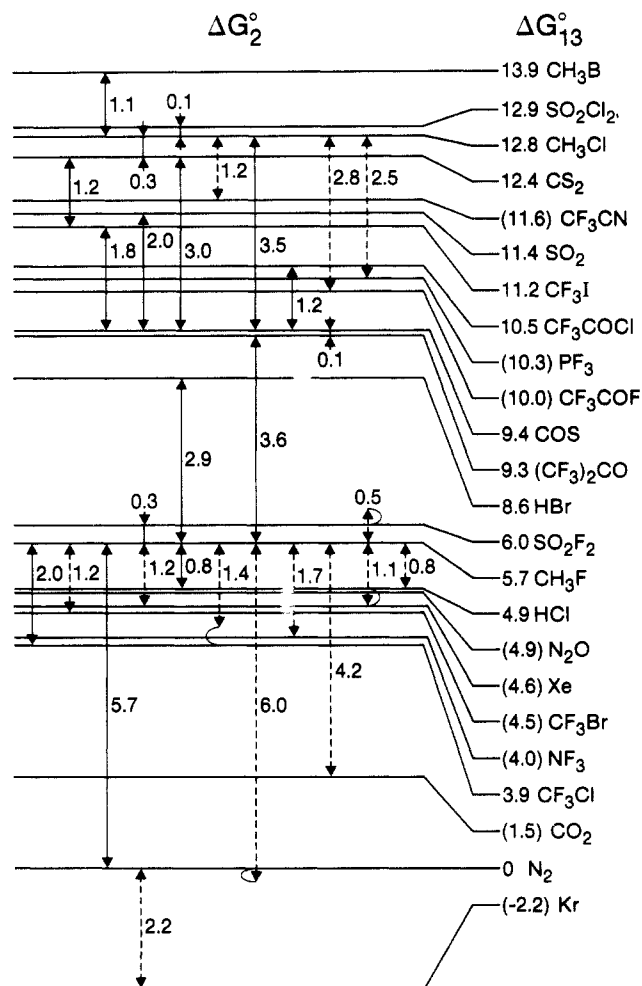 ΔG°₂ ΔG°₁₃
13.9 CH₃B
12.9 SO₂Cl₂,
12.8 CH₃Cl
12.4 CS₂
(11.6) CF₃CN
11.4 SO₂
11.2 CF₃I
10.5 CF₃COCl
(10.3) PF₃
(10.0) CF₃COF
9.4 COS
9.3 (CF₃)₂CO
8.6 HBr
6.0 SO₂F₂
5.7 CH₃F
4.9 HCl
(4.9) N₂O
(4.6) Xe
(4.5) CF₃Br
(4.0) NF₃
3.9 CF₃Cl
(1.5) CO₂
0 N₂
(-2.2) Kr
1.1 0.1
0.3 1.2 2.8 2.5
1.2
1.8 2.0 3.0 3.5
1.2
0.1
2.9 3.6
0.3 0.5
2.0 1.2 1.2 0.8 1.4 1.7 1.1 0.8
4.2
5.7 6.0
2.2